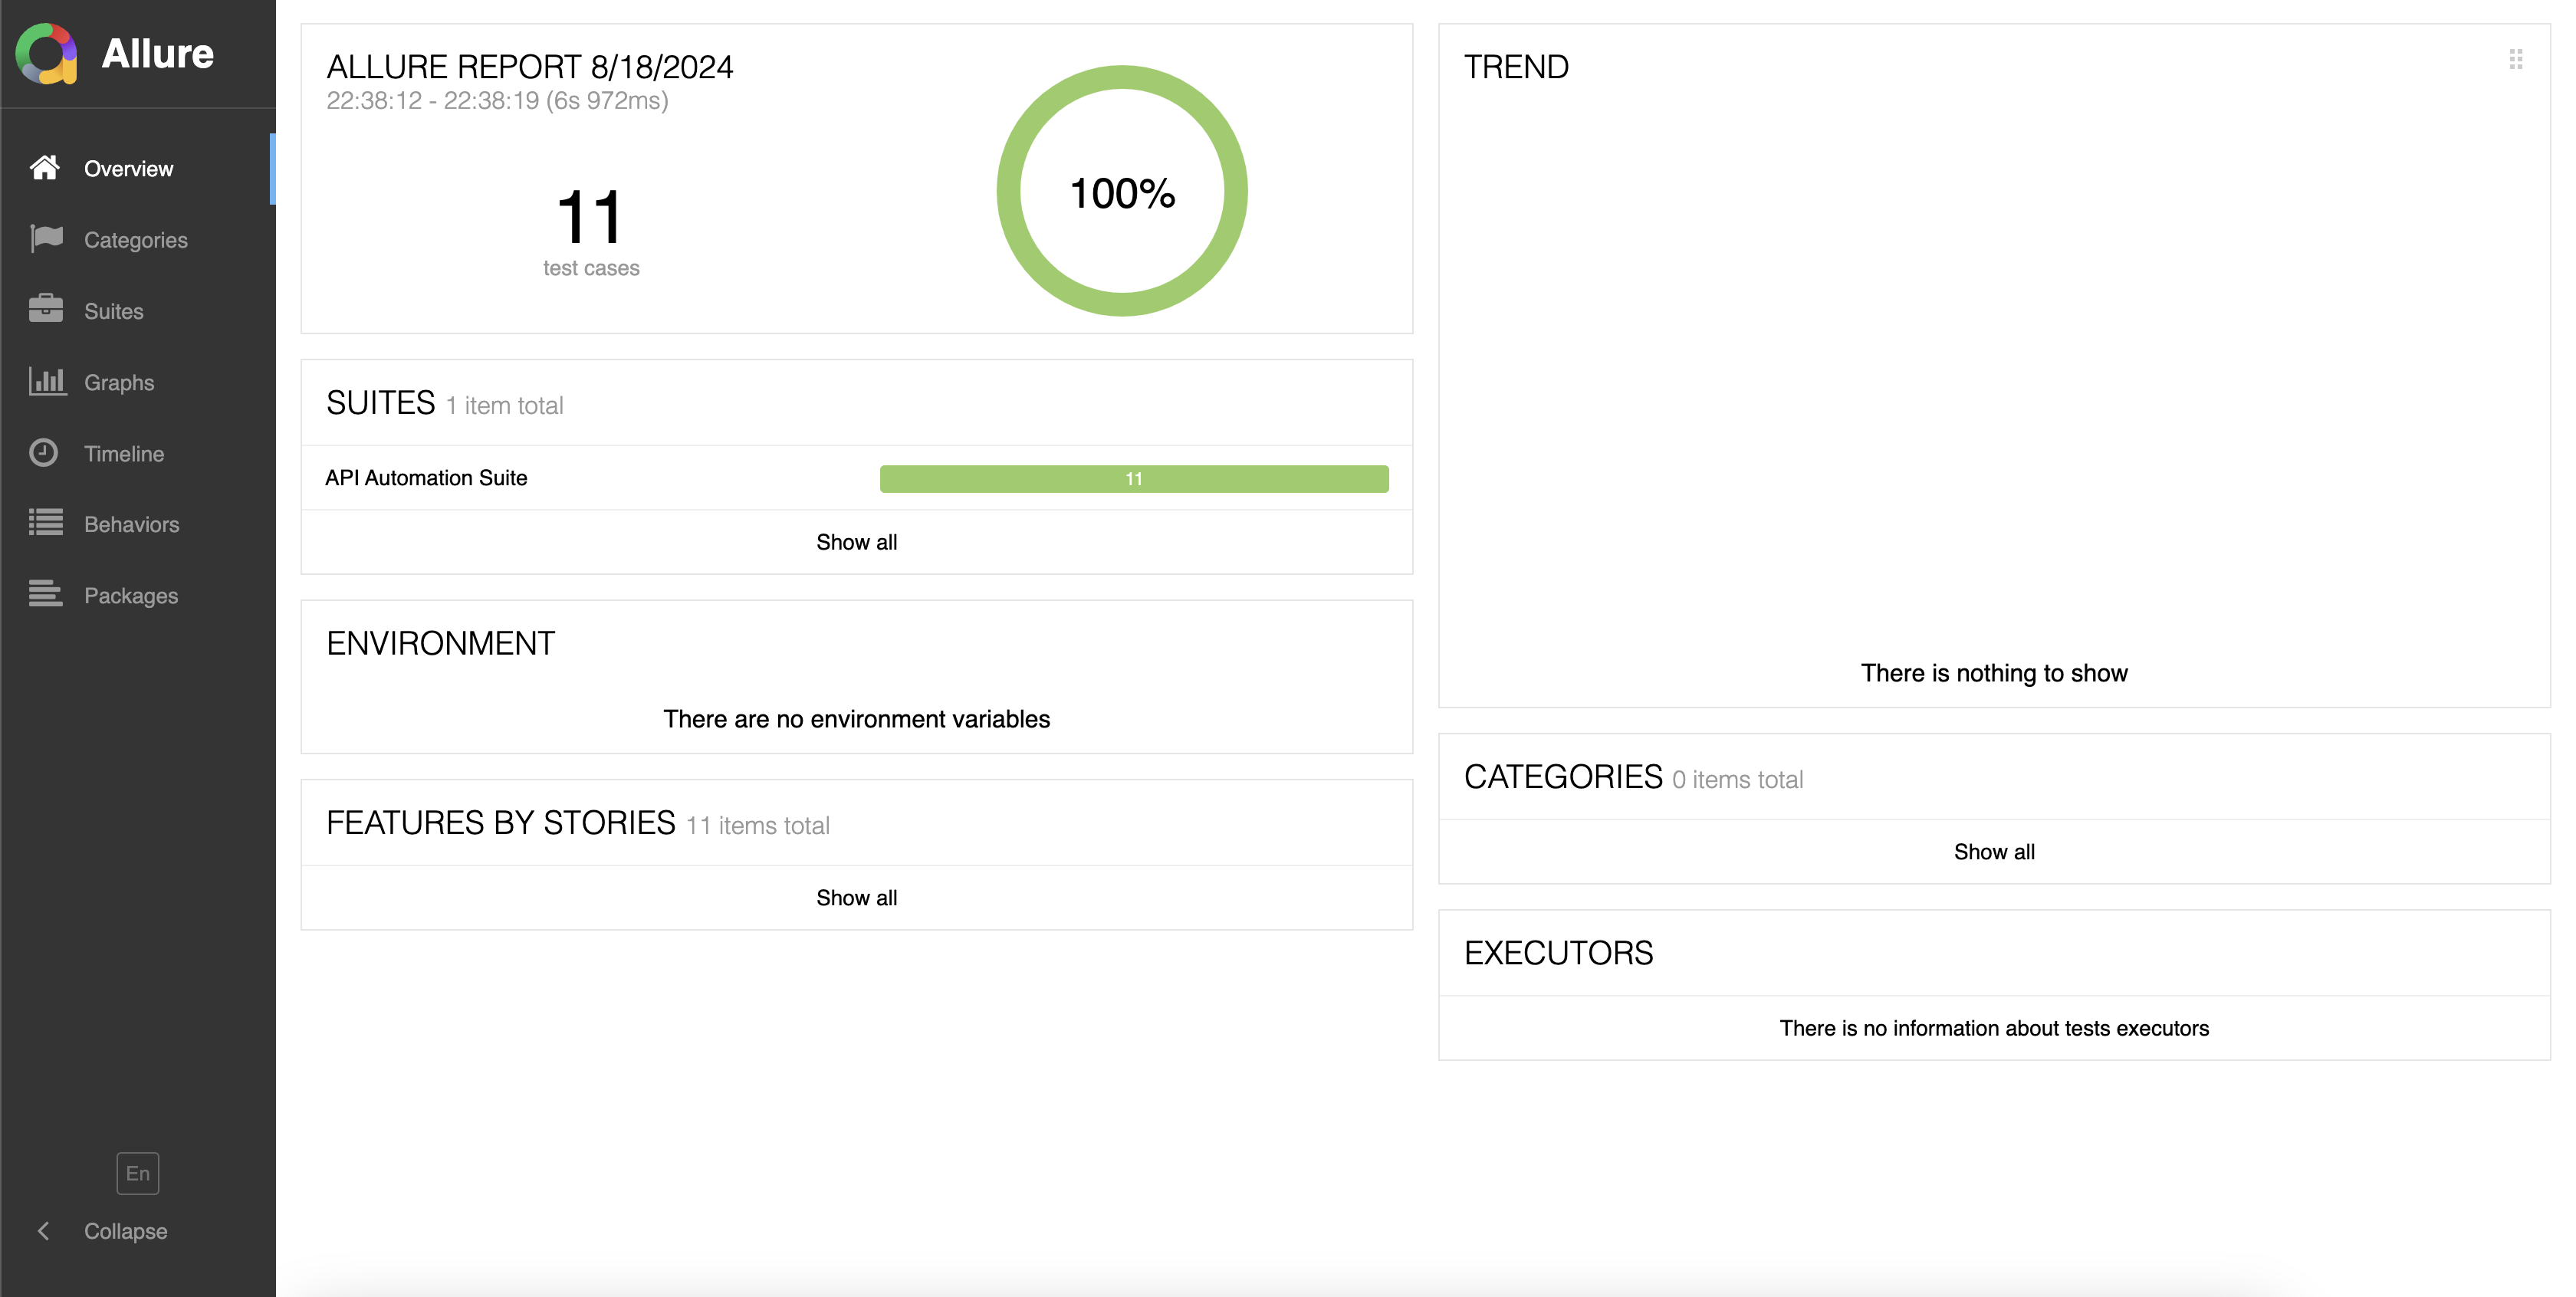 Allure
Overview
Categories
Suites
Graphs
Timeline
Behaviors
Packages
En
Collapse
ALLURE REPORT 8/18/2024
22:38:12 - 22:38:19 (6s 972ms)
11
test cases
100%
SUITES 1 item total
API Automation Suite 11
Show all
ENVIRONMENT
There are no environment variables
FEATURES BY STORIES 11 items total
Show all
TREND
There is nothing to show
CATEGORIES 0 items total
Show all
EXECUTORS
There is no information about tests executors